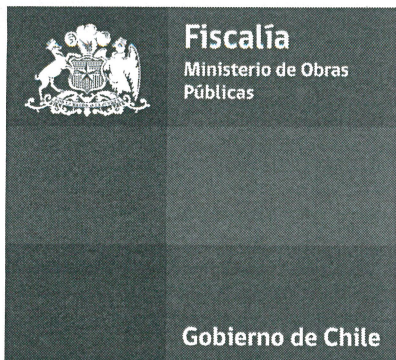 Fiscalía
Ministerio de Obras
Públicas
Gobierno de Chile